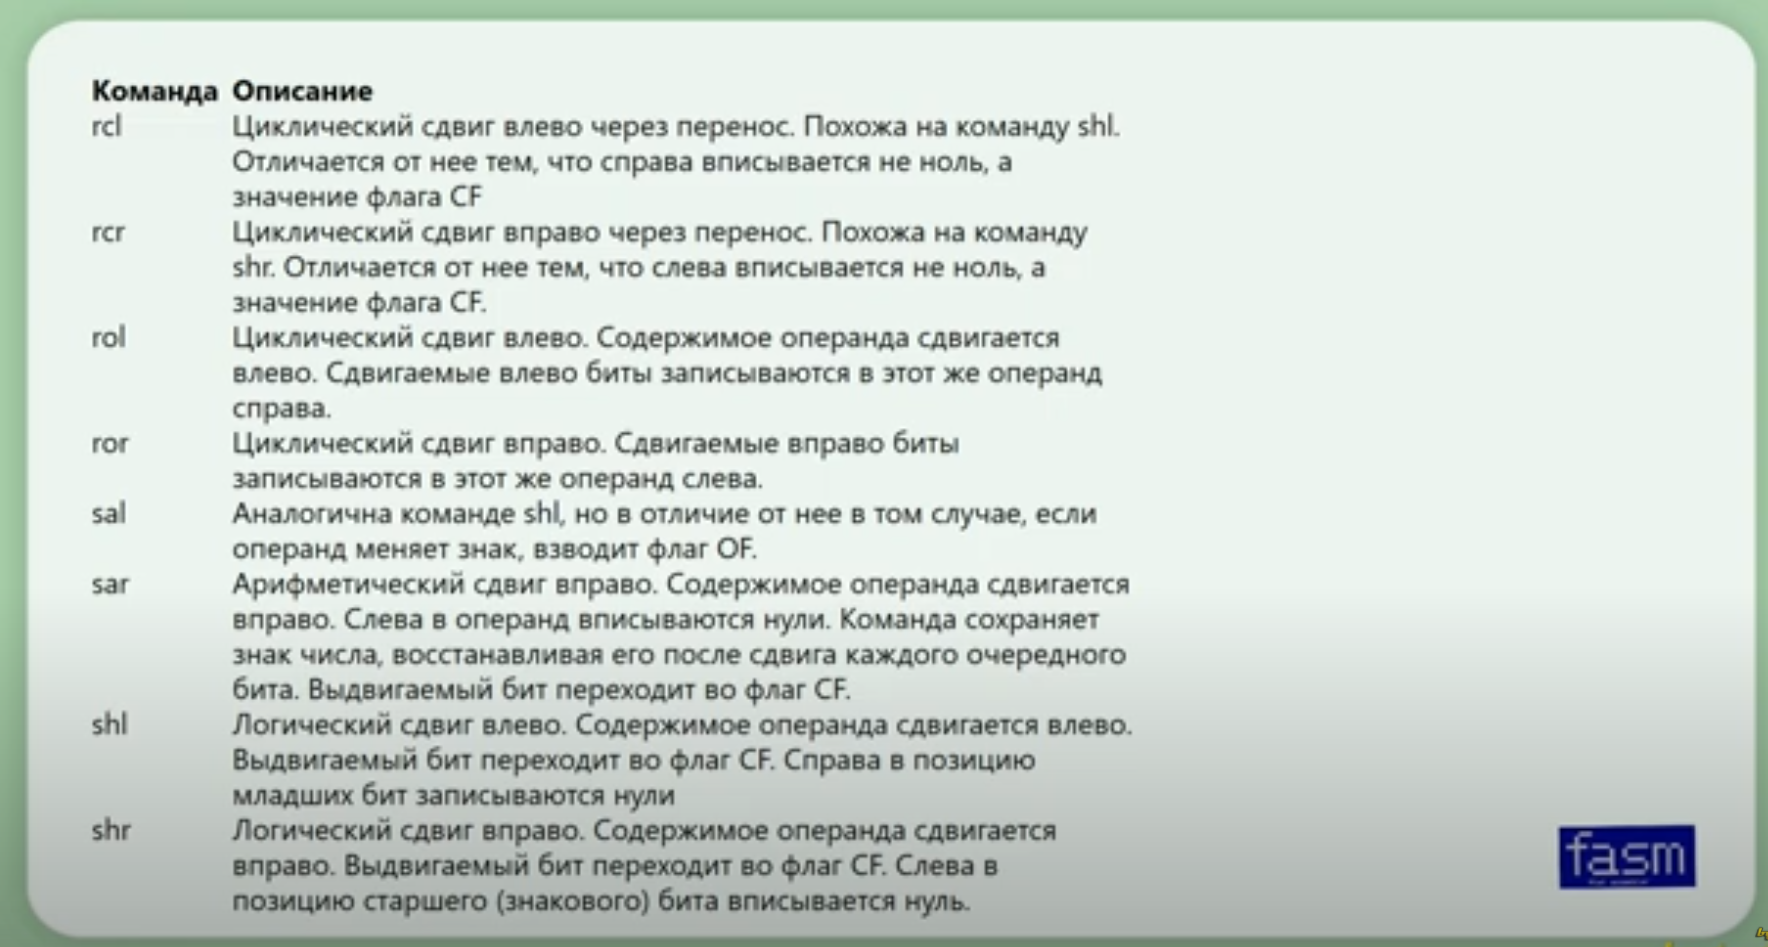 Команда Описание
rcl Циклический сдвиг влево через перенос. Похожа на команду shl.
Отличается от нее тем, что справа вписывается не ноль, а
значение флага CF
rcr Циклический сдвиг вправо через перенос. Похожа на команду
shr. Отличается от нее тем, что слева вписывается не ноль, а
значение флага CF.
rol Циклический сдвиг влево. Содержимое операнда сдвигается
влево. Сдвигаемые влево биты записываются в этот же операнд
справа.
ror Циклический сдвиг вправо. Сдвигаемые вправо биты
записываются в этот же операнд слева.
sal Аналогична команде shl, но в отличие от нее в том случае, если
операнд меняет знак, взводит флаг OF.
sar Арифметический сдвиг вправо. Содержимое операнда сдвигается
вправо. Слева в операнд вписываются нули. Команда сохраняет
знак числа, восстанавливая его после сдвига каждого очередного
бита. Выдвигаемый бит переходит во флаг CF.
shl Логический сдвиг влево. Содержимое операнда сдвигается влево.
Выдвигаемый бит переходит во флаг CF. Справа в позицию
младших бит записываются нули
shr Логический сдвиг вправо. Содержимое операнда сдвигается
вправо. Выдвигаемый бит переходит во флаг CF. Слева в
позицию старшего (знакового) бита вписывается нуль.
fasm